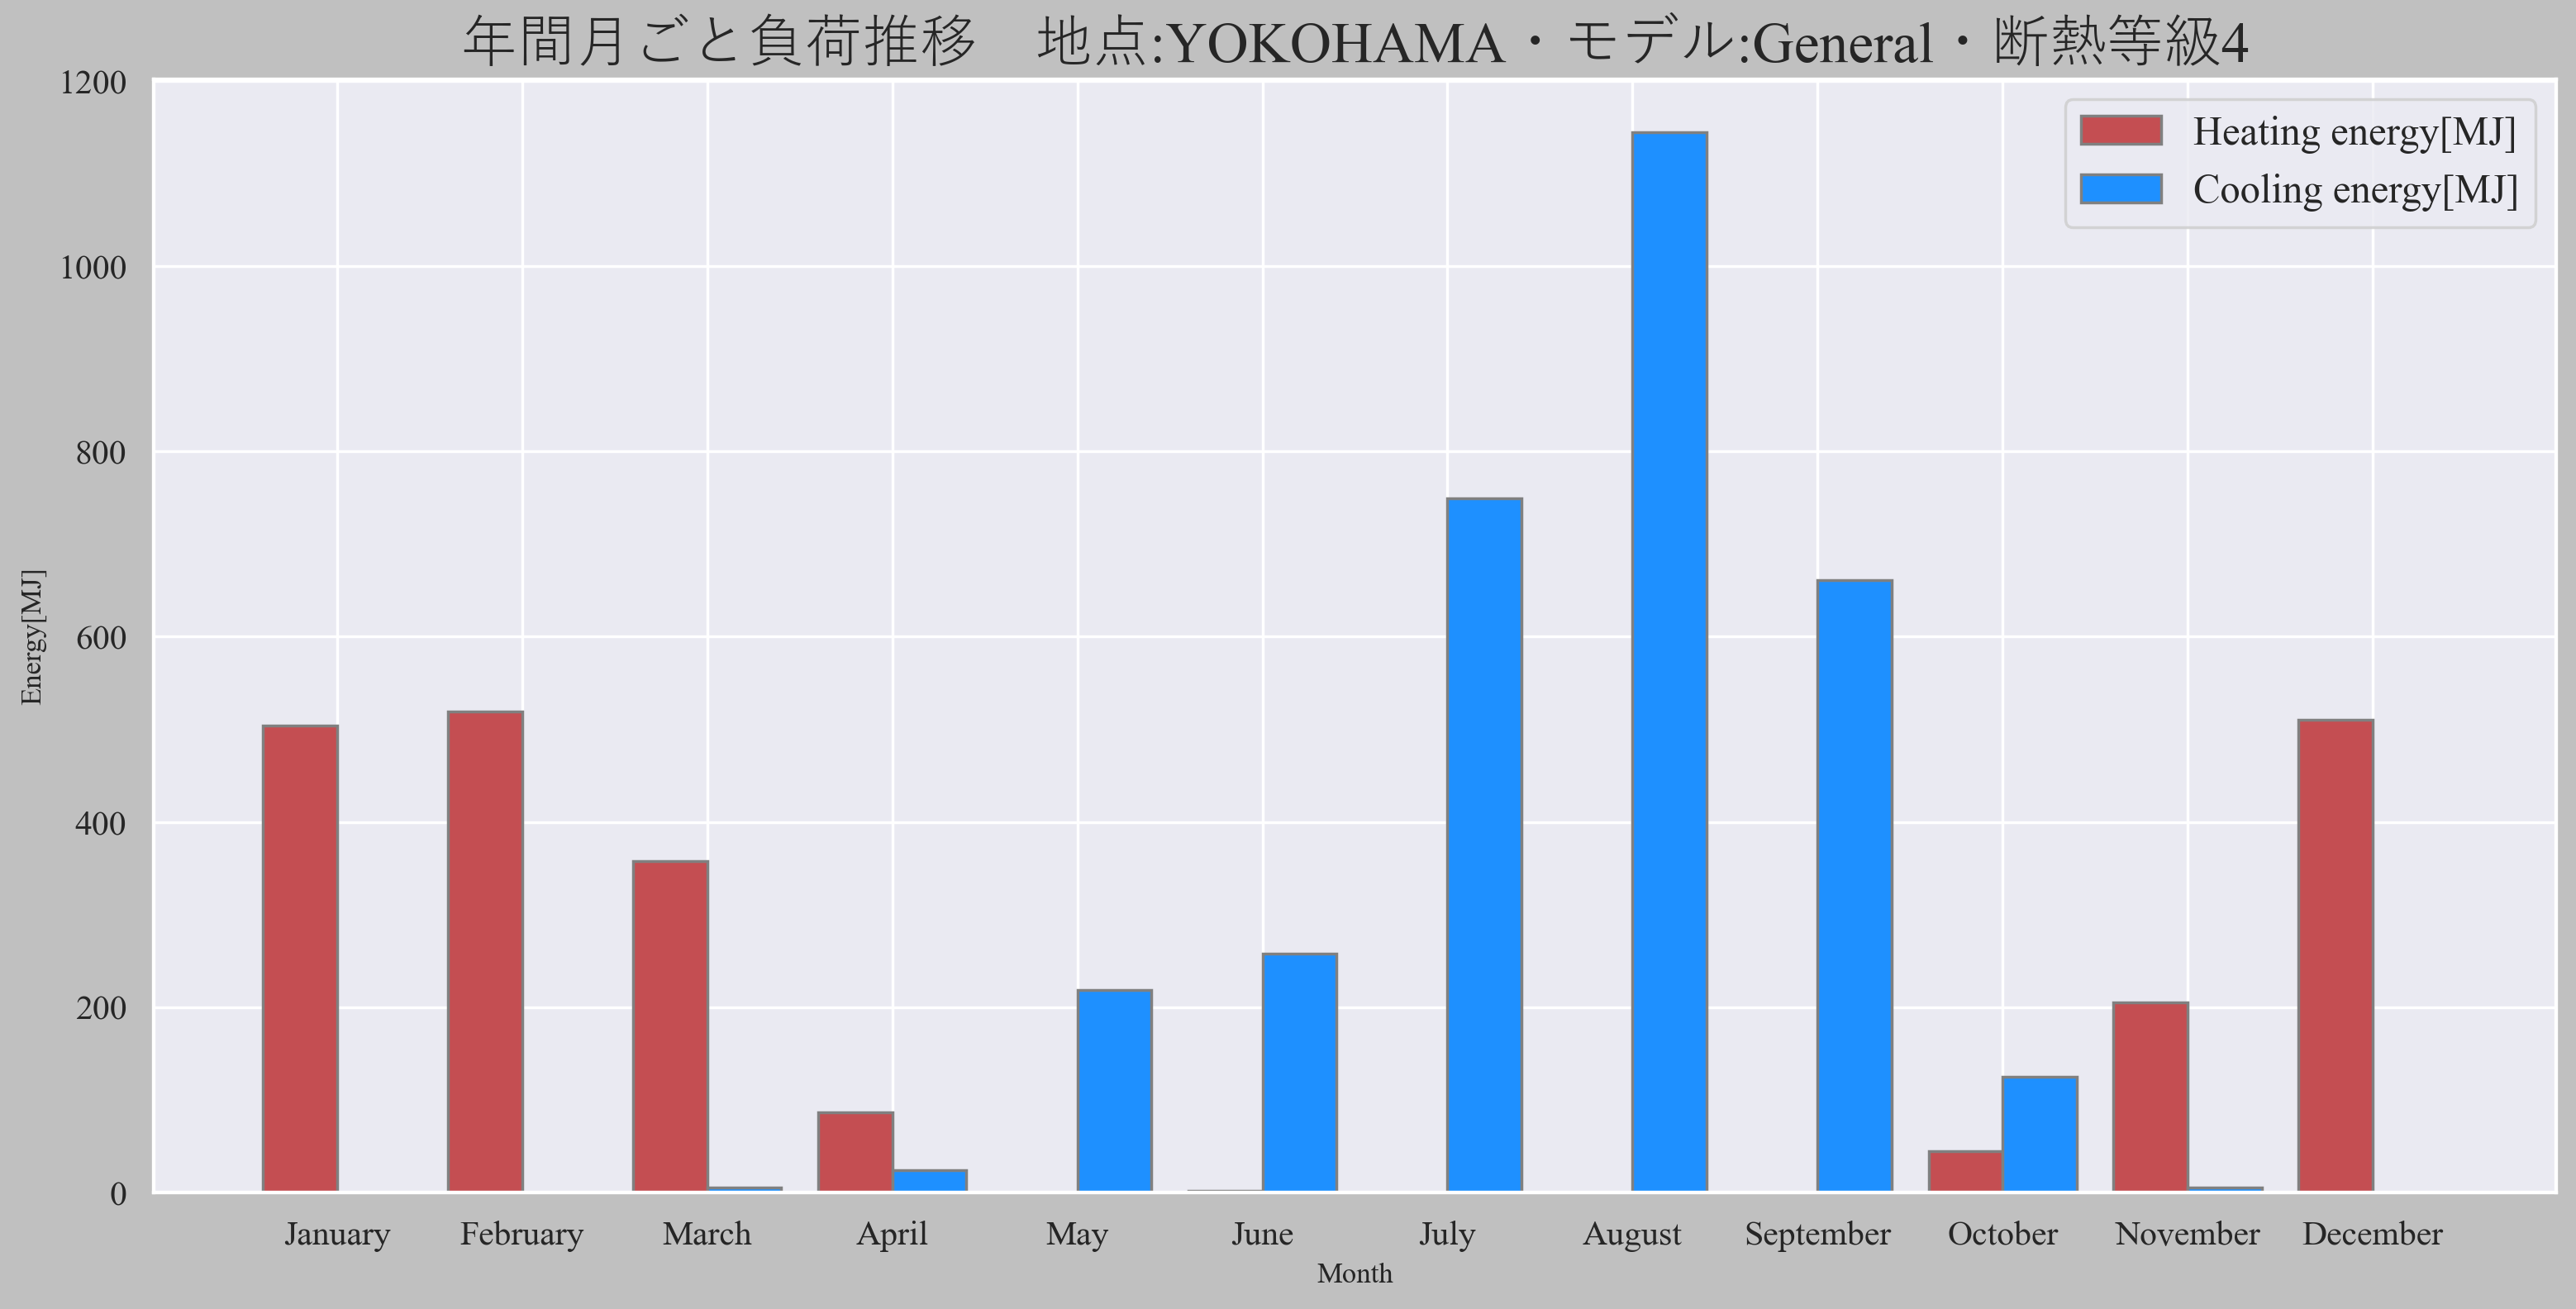 年間月ごと負荷推移　地点:YOKOHAMA・モデル:General・断熱等級4
Heating energy[MJ]
Cooling energy[MJ]
Energy[MJ]
1200
1000
800
600
400
200
0
January February March April May June July August September October November December
Month